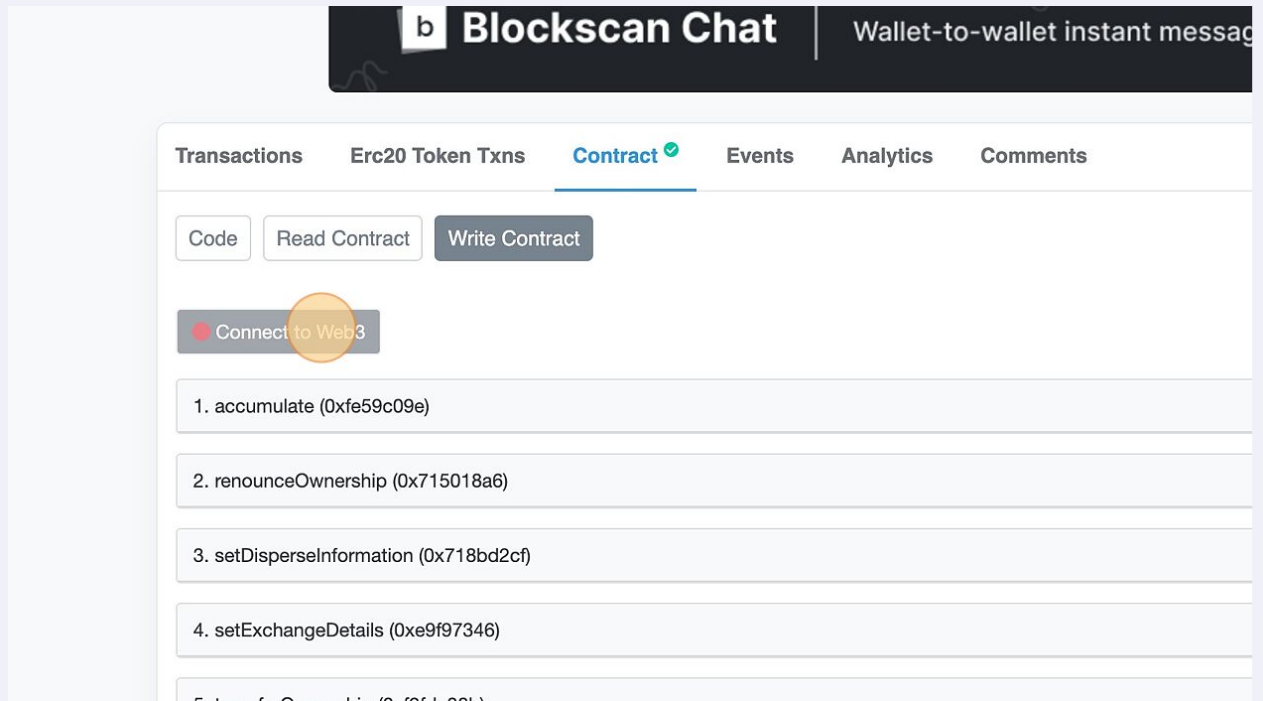 b Blockscan Chat Wallet-to-wallet instant messag
Transactions Erc20 Token Txns Contract Events Analytics Comments
Code Read Contract Write Contract
Connect to Web3
1. accumulate (0xfe59c09e)
2. renounceOwnership (0x715018a6)
3. setDisperseInformation (0x718bd2cf)
4. setExchangeDetails (0xe9f97346)